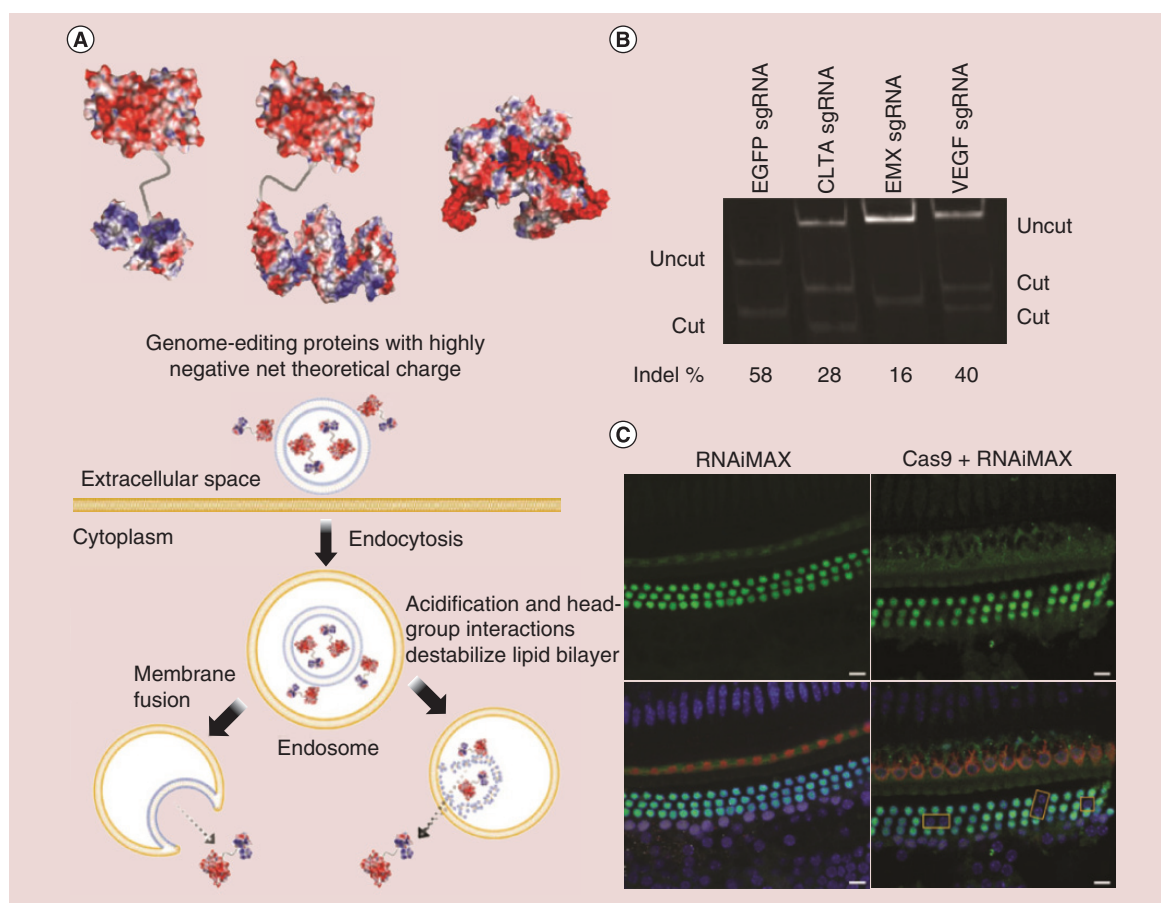 A
Genome-editing proteins with highly
negative net theoretical charge
Extracellular space
Cytoplasm
Endocytosis
Acidification and head-
group interactions
destabilize lipid bilayer
Membrane
fusion
Endosome
B
EGFP sgRNA
CLTA sgRNA
EMX sgRNA
VEGF sgRNA
Uncut
Cut
Uncut
Cut
Cut
Indel % 58 28 16 40
C
RNAiMAX
Cas9 + RNAiMAX